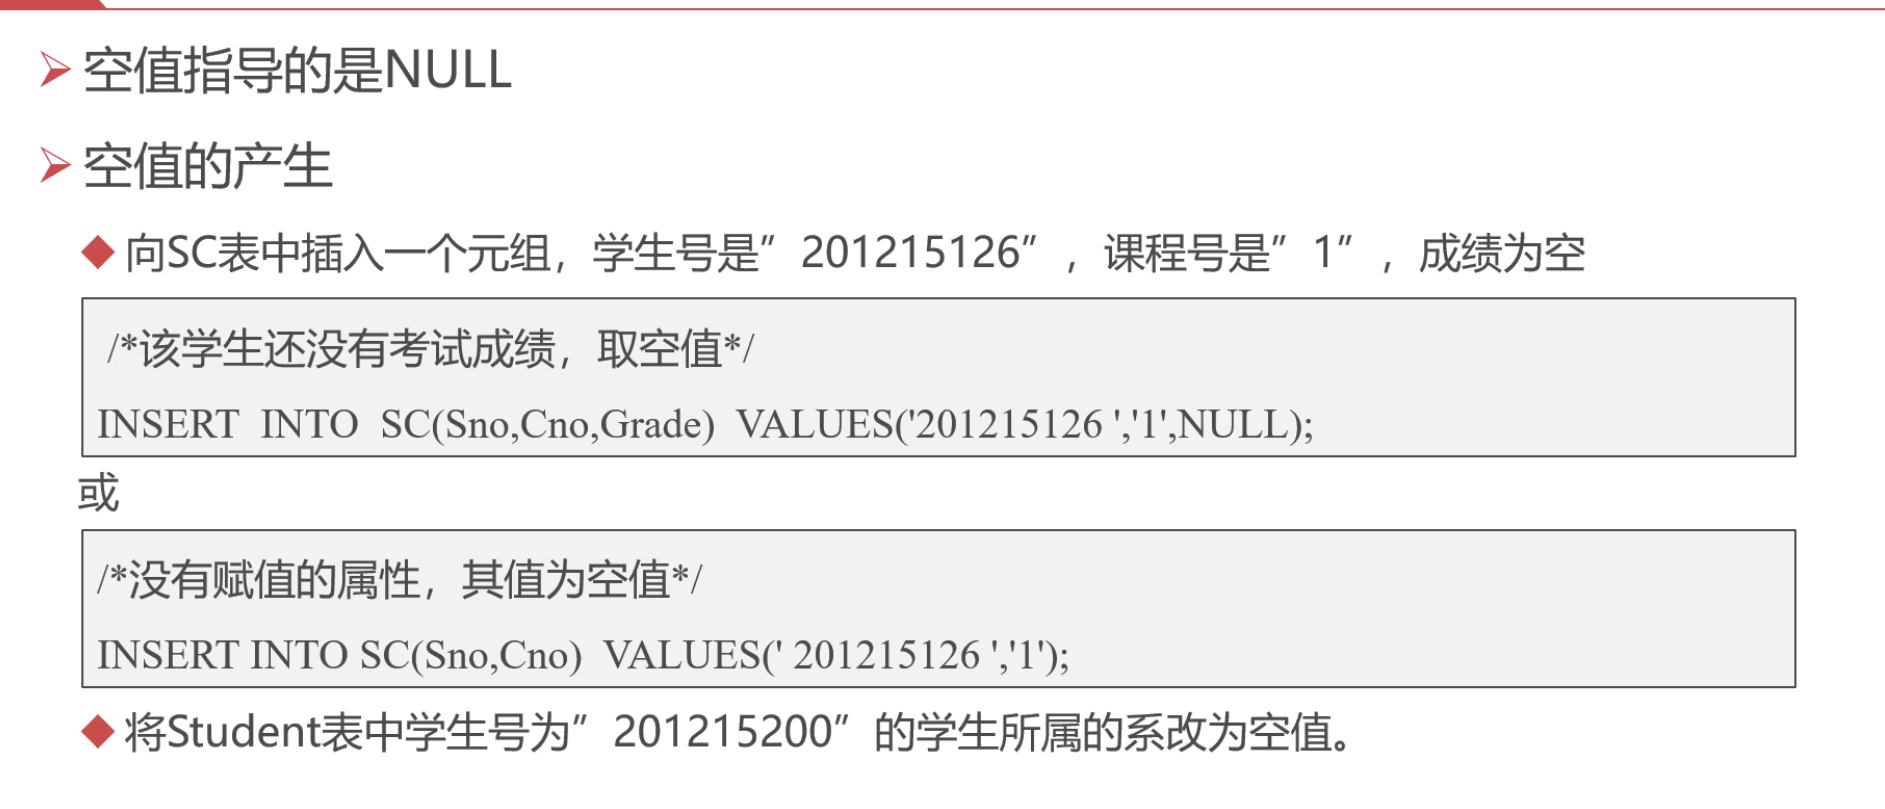 空值指导的是NULL
空值的产生
向SC表中插入一个元组，学生号是”201215126”，课程号是”1”，成绩为空
/*该学生还没有考试成绩，取空值*/
INSERT INTO SC(Sno,Cno,Grade) VALUES('201215126 ','1',NULL);
或
/*没有赋值的属性，其值为空值*/
INSERT INTO SC(Sno,Cno) VALUES(' 201215126 ','1');
将Student表中学生号为”201215200”的学生所属的系改为空值。